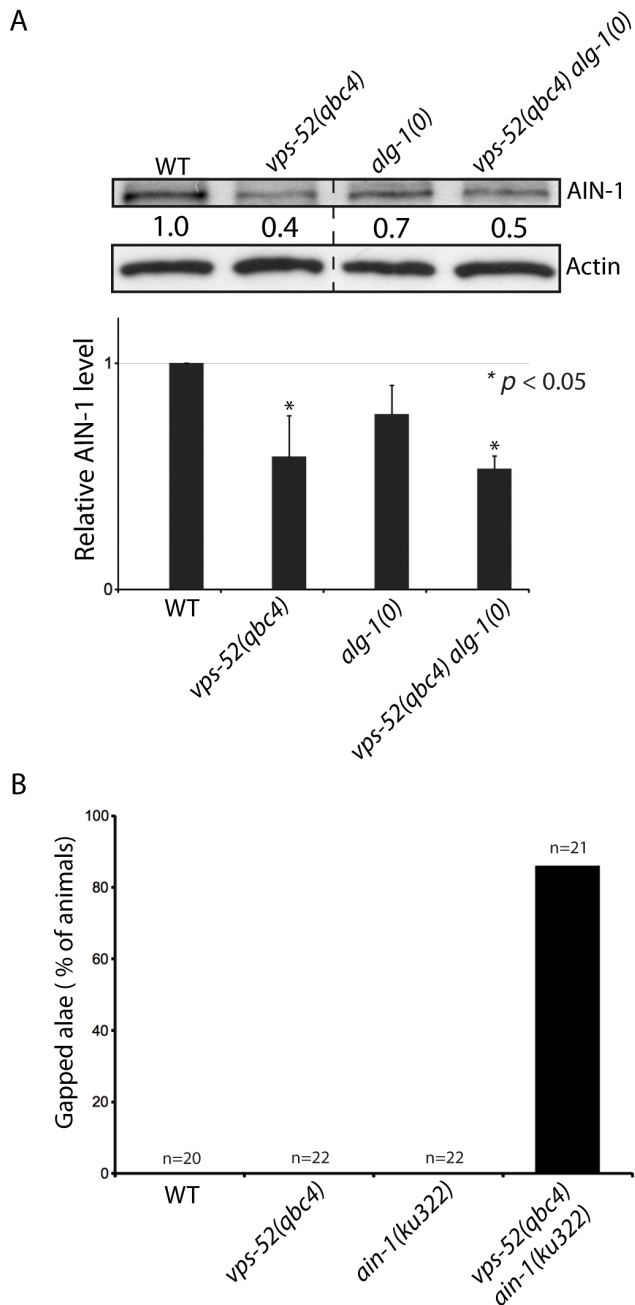 A
WT
vps-52(qbc4)
alg-1(0)
vps-52(qbc4) alg-1(0)
AIN-1
1.0 0.4 0.7 0.5
Actin
Relative AIN-1 level
1
0
* p < 0.05
*
*
WT
vps-52(qbc4)
alg-1(0)
vps-52(qbc4) alg-1(0)
B
Gapped alae ( % of animals)
100
80
60
40
20
0
n=20
n=22
n=22
n=21
WT
vps-52(qbc4)
ain-1(ku322)
vps-52(qbc4)
ain-1(ku322)